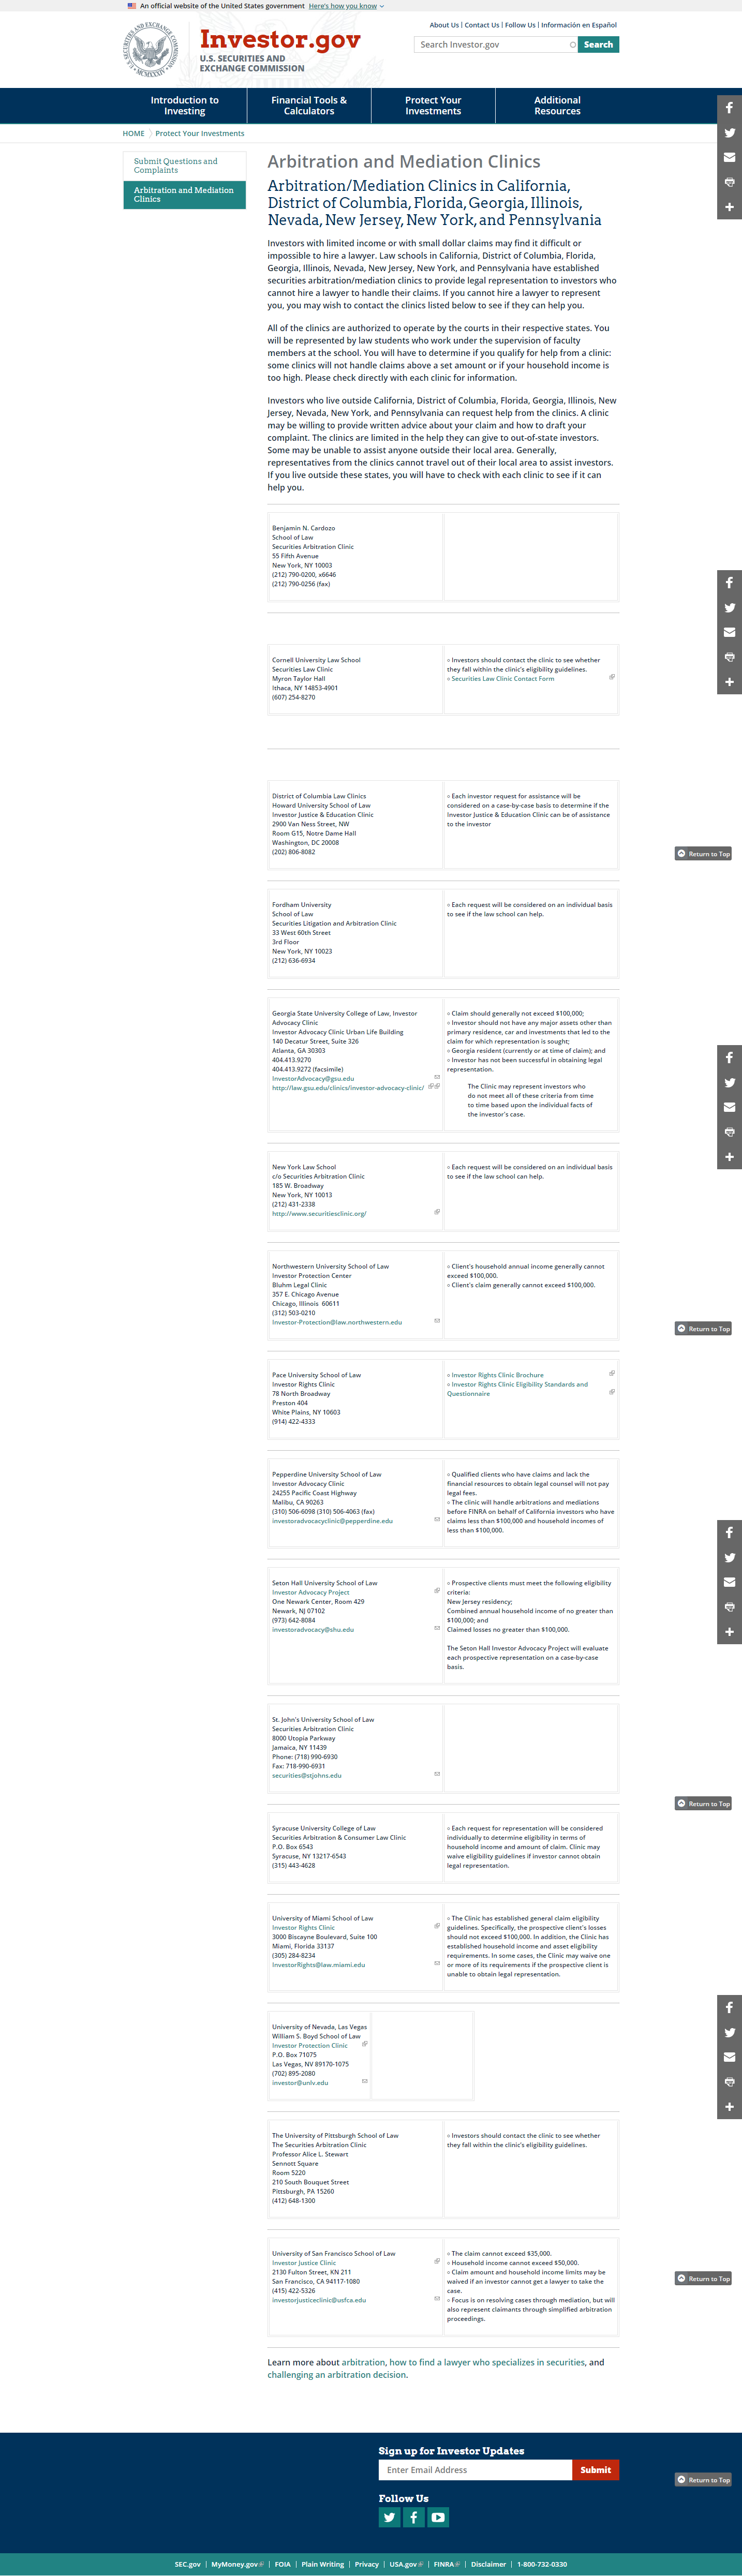 An official website of the United States government Here's how you know
Investor.gov
U.S. SECURITIES AND
EXCHANGE COMMISSION
About Us | Contact Us | Follow Us | Información en Español
Search Investor.gov
Search
Introduction to
Investing
Financial Tools &
Calculators
Protect Your
Investments
Additional
Resources
HOME
Protect Your Investments
Submit Questions and
Complaints
Arbitration and Mediation
Clinics
Arbitration and Mediation Clinics
Arbitration/Mediation Clinics in California,
District of Columbia, Florida, Georgia, Illinois,
Nevada, New Jersey, New York, and Pennsylvania
Investors with limited income or with small dollar claims may find it difficult or
impossible to hire a lawyer. Law schools in California, District of Columbia, Florida,
Georgia, Illinois, Nevada, New Jersey, New York, and Pennsylvania have established
securities arbitration/mediation clinics to provide legal representation to investors who
cannot hire a lawyer to handle their claims. If you cannot hire a lawyer to represent
you, you may wish to contact the clinics listed below to see if they can help you.
All of the clinics are authorized to operate by the courts in their respective states. You
will be represented by law students who work under the supervision of faculty
members at the school. You will have to determine if you qualify for help from a clinic:
some clinics will not handle claims above a set amount or if your household income is
too high. Please check directly with each clinic for information.
Investors who live outside California, District of Columbia, Florida, Georgia, Illinois, New
Jersey, Nevada, New York, and Pennsylvania can request help from the clinics. A clinic
may be willing to provide written advice about your claim and how to draft your
complaint. The clinics are limited in the help they can give to out-of-state investors.
Some may be unable to assist anyone outside their local area. Generally,
representatives from the clinics cannot travel out of their local area to assist investors.
If you live outside these states, you will have to check with each clinic to see if it can
help you.
Benjamin N. Cardozo
School of Law
Securities Arbitration Clinic
55 Fifth Avenue
New York, NY 10003
(212) 790-0200, x6646
(212) 790-0256 (fax)
Cornell University Law School
Securities Law Clinic
Myron Taylor Hall
Ithaca, NY 14853-4901
(607) 254-8270
○ Investors should contact the clinic to see whether
they fall within the clinic's eligibility guidelines.
○ Securities Law Clinic Contact Form
District of Columbia Law Clinics
Howard University School of Law
Investor Justice & Education Clinic
2900 Van Ness Street, NW
Room G15, Notre Dame Hall
Washington, DC 20008
(202) 806-8082
○ Each investor request for assistance will be
considered on a case-by-case basis to determine if the
Investor Justice & Education Clinic can be of assistance
to the investor
Return to Top
Fordham University
School of Law
Securities Litigation and Arbitration Clinic
33 West 60th Street
3rd Floor
New York, NY 10023
(212) 636-6934
○ Each request will be considered on an individual basis
to see if the law school can help.
Georgia State University College of Law, Investor
Advocacy Clinic
Investor Advocacy Clinic Urban Life Building
140 Decatur Street, Suite 326
Atlanta, GA 30303
404.413.9270
404.413.9272 (facsimile)
InvestorAdvocacy@gsu.edu
http://law.gsu.edu/clinics/investor-advocacy-clinic/
○ Claim should generally not exceed $100,000;
○ Investor should not have any major assets other than
primary residence, car and investments that led to the
claim for which representation is sought;
○ Georgia resident (currently or at time of claim); and
○ Investor has not been successful in obtaining legal
representation.
The Clinic may represent investors who
do not meet all of these criteria from time
to time based upon the individual facts of
the investor's case.
New York Law School
c/o Securities Arbitration Clinic
185 W. Broadway
New York, NY 10013
(212) 431-2338
http://www.securitiesclinic.org/
○ Each request will be considered on an individual basis
to see if the law school can help.
Northwestern University School of Law
Investor Protection Center
Bluhm Legal Clinic
357 E. Chicago Avenue
Chicago, Illinois 60611
(312) 503-0210
Investor-Protection@law.northwestern.edu
○ Client's household annual income generally cannot
exceed $100,000.
○ Client's claim generally cannot exceed $100,000.
Return to Top
Pace University School of Law
Investor Rights Clinic
78 North Broadway
Preston 404
White Plains, NY 10603
(914) 422-4333
○ Investor Rights Clinic Brochure
○ Investor Rights Clinic Eligibility Standards and
Questionnaire
Pepperdine University School of Law
Investor Advocacy Clinic
24255 Pacific Coast Highway
Malibu, CA 90263
(310) 506-6098 (310) 506-4063 (fax)
investoradvocacyclinic@pepperdine.edu
○ Qualified clients who have claims and lack the
financial resources to obtain legal counsel will not pay
legal fees.
○ The clinic will handle arbitrations and mediations
before FINRA on behalf of California investors who have
claims less than $100,000 and household incomes of
less than $100,000.
Seton Hall University School of Law
Investor Advocacy Project
One Newark Center, Room 429
Newark, NJ 07102
(973) 642-8084
investoradvocacy@shu.edu
○ Prospective clients must meet the following eligibility
criteria:
New Jersey residency;
Combined annual household income of no greater than
$100,000; and
Claimed losses no greater than $100,000.
The Seton Hall Investor Advocacy Project will evaluate
each prospective representation on a case-by-case
basis.
St. John's University School of Law
Securities Arbitration Clinic
8000 Utopia Parkway
Jamaica, NY 11439
Phone: (718) 990-6930
Fax: 718-990-6931
securities@stjohns.edu
Return to Top
Syracuse University College of Law
Securities Arbitration & Consumer Law Clinic
P.O. Box 6543
Syracuse, NY 13217-6543
(315) 443-4628
○ Each request for representation will be considered
individually to determine eligibility in terms of
household income and amount of claim. Clinic may
waive eligibility guidelines if investor cannot obtain
legal representation.
University of Miami School of Law
Investor Rights Clinic
3000 Biscayne Boulevard, Suite 100
Miami, Florida 33137
(305) 284-8234
InvestorRights@law.miami.edu
○ The Clinic has established general claim eligibility
guidelines. Specifically, the prospective client's losses
should not exceed $100,000. In addition, the Clinic has
established household income and asset eligibility
requirements. In some cases, the Clinic may waive one
or more of its requirements if the prospective client is
unable to obtain legal representation.
University of Nevada, Las Vegas
William S. Boyd School of Law
Investor Protection Clinic
P.O. Box 71075
Las Vegas, NV 89170-1075
(702) 895-2080
investor@unlv.edu
The University of Pittsburgh School of Law
The Securities Arbitration Clinic
Professor Alice L. Stewart
Sennott Square
Room 5220
210 South Bouquet Street
Pittsburgh, PA 15260
(412) 648-1300
○ Investors should contact the clinic to see whether
they fall within the clinic's eligibility guidelines.
University of San Francisco School of Law
Investor Justice Clinic
2130 Fulton Street, KN 211
San Francisco, CA 94117-1080
(415) 422-5326
investorjusticeclinic@usfca.edu
○ The claim cannot exceed $35,000.
○ Household income cannot exceed $50,000.
○ Claim amount and household income limits may be
waived if an investor cannot get a lawyer to take the
case.
○ Focus is on resolving cases through mediation, but will
also represent claimants through simplified arbitration
proceedings.
Return to Top
Learn more about arbitration, how to find a lawyer who specializes in securities, and
challenging an arbitration decision.
Sign up for Investor Updates
Enter Email Address
Submit
Return to Top
Follow Us
SEC.gov | MyMoney.gov | FOIA | Plain Writing | Privacy | USA.gov | FINRA | Disclaimer | 1-800-732-0330